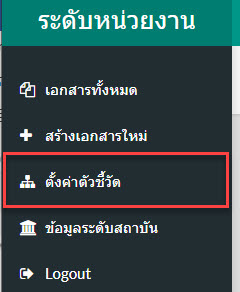 ระดับหน่วยงาน
เอกสารทั้งหมด
สร้างเอกสารใหม่
ตั้งค่าตัวชี้วัด
ข้อมูลระดับสถาบัน
Logout